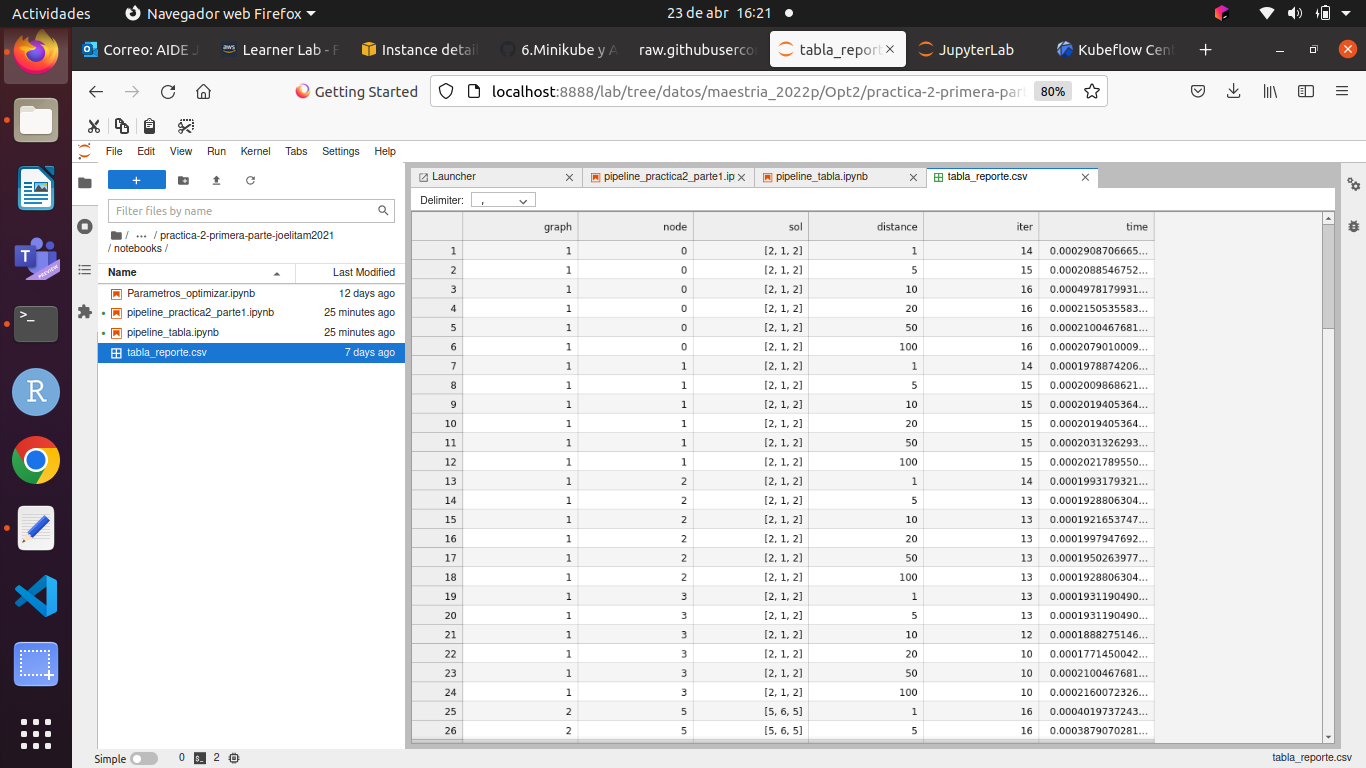 Actividades Navegador web Firefox 23 de abr 16:21
Correo: AIDE Learner Lab - Instance detail 6.Minikube y A raw.githubuserco tabla_report JupyterLab Kubeflow Cen
Getting Started localhost:8888/lab/tree/datos/maestria_2022p/Opt2/practica-2-primera-part 80%
File Edit View Run Kernel Tabs Settings Help
Launcher pipeline_practica2_parte1.ip pipeline_tabla.ipynb tabla_reporte.csv
Delimiter: ,
Filter files by name
/ ··· / practica-2-primera-parte-joelitam2021
/ notebooks /
Name Last Modified
Parametros_optimizar.ipynb 12 days ago
pipeline_practica2_parte1.ipynb 25 minutes ago
pipeline_tabla.ipynb 25 minutes ago
tabla_reporte.csv 7 days ago
graph node sol distance iter time
1 1 0 [2, 1, 2] 1 14 0.0002908706665...
2 1 0 [2, 1, 2] 5 15 0.0002088546752...
3 1 0 [2, 1, 2] 10 16 0.0004978179931...
4 1 0 [2, 1, 2] 20 16 0.0002150535583...
5 1 0 [2, 1, 2] 50 16 0.0002100467681...
6 1 0 [2, 1, 2] 100 16 0.0002079010009...
7 1 1 [2, 1, 2] 1 14 0.0001978874206...
8 1 1 [2, 1, 2] 5 15 0.0002009868621...
9 1 1 [2, 1, 2] 10 15 0.0002019405364...
10 1 1 [2, 1, 2] 20 15 0.0002019405364...
11 1 1 [2, 1, 2] 50 15 0.0002031326293...
12 1 1 [2, 1, 2] 100 15 0.0002021789550...
13 1 2 [2, 1, 2] 1 14 0.0001993179321...
14 1 2 [2, 1, 2] 5 13 0.0001928806304...
15 1 2 [2, 1, 2] 10 13 0.0001921653747...
16 1 2 [2, 1, 2] 20 13 0.0001997947692...
17 1 2 [2, 1, 2] 50 13 0.0001950263977...
18 1 2 [2, 1, 2] 100 13 0.0001928806304...
19 1 3 [2, 1, 2] 1 13 0.0001931190490...
20 1 3 [2, 1, 2] 5 13 0.0001931190490...
21 1 3 [2, 1, 2] 10 12 0.0001888275146...
22 1 3 [2, 1, 2] 20 10 0.0001771450042...
23 1 3 [2, 1, 2] 50 10 0.0002100467681...
24 1 3 [2, 1, 2] 100 10 0.0002160072326...
25 2 5 [5, 6, 5] 1 16 0.0004019737243...
26 2 5 [5, 6, 5] 5 16 0.0003879070281...
Simple 0 2 tabla_reporte.csv